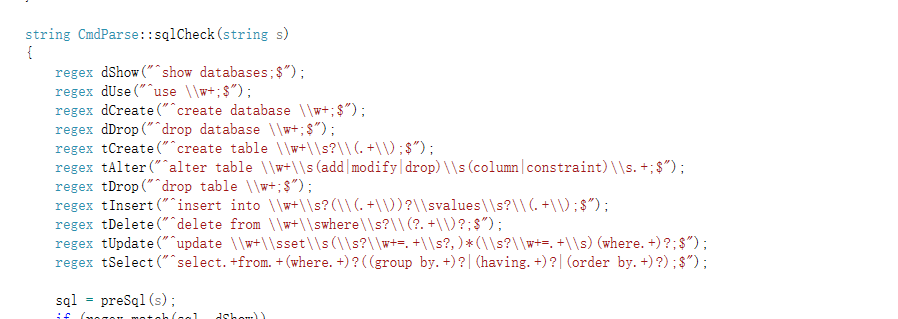 string CmdParse::sqlCheck(string s)
{
regex dShow("^show databases;$");
regex dUse("^use \\w+;$");
regex dCreate("^create database \\w+;$");
regex dDrop("^drop database \\w+;$");
regex tCreate("^create table \\w+\\s?\\(.+\\);$");
regex tAlter("^alter table \\w+\\s(add|modify|drop)\\s(column|constraint)\\s.+;$");
regex tDrop("^drop table \\w+;$");
regex tInsert("^insert into \\w+\\s?(\\(.+\\))?\\svalues\\s?\\(.+\\);$");
regex tDelete("^delete from \\w+\\swhere\\s?\\(?.+\\)?;$");
regex tUpdate("^update \\w+\\sset\\s(\\s?\\w+=.+\\s?,)*(\\s?\\w+=.+\\s)(where.+)?;$");
regex tSelect("^select.+from.+(where.+)?((group by.+)?|(having.+)?|(order by.+)?);$");
sql = preSql(s);
if (regex_match(sql, dShow))